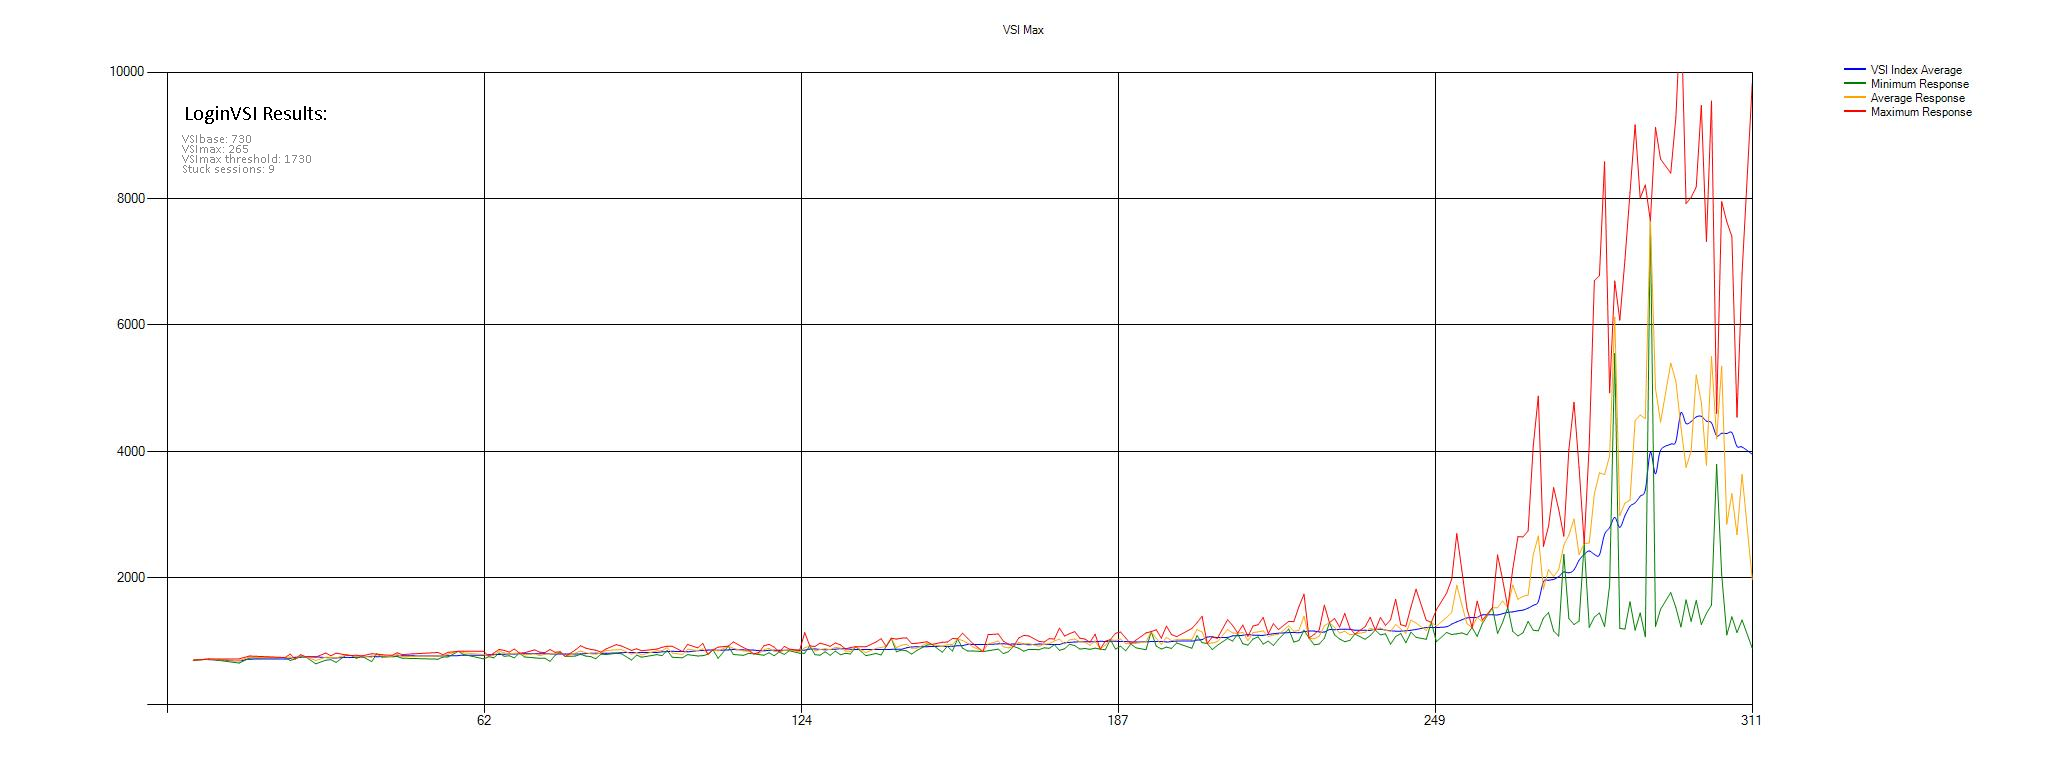 VSI Max
10000
8000
6000
4000
2000
LoginVSI Results:
VSIbase: 730
VSImax: 265
VSImax threshold: 1730
Stuck sessions: 9
VSI Index Average
Minimum Response
Average Response
Maximum Response
62
124
187
249
311